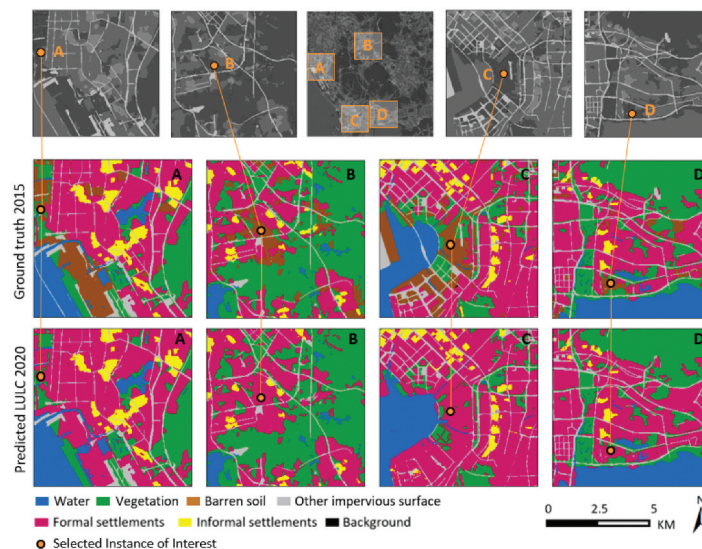 A
B
B
A
C
D
C
D
Ground truth 2015
A
B
C
D
Predicted LULC 2020
A
B
C
D
Water
Vegetation
Barren soil
Other impervious surface
Formal settlements
Informal settlements
Background
Selected Instance of Interest
N
0
2.5
5
KM